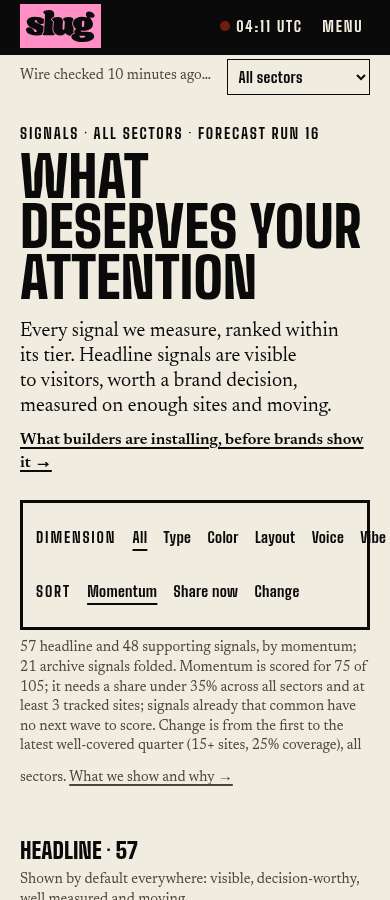 slug
04:11 UTC MENU
Wire checked 10 minutes ago…
All sectors
SIGNALS · ALL SECTORS · FORECAST RUN 16
WHAT
DESERVES YOUR
ATTENTION
Every signal we measure, ranked within
its tier. Headline signals are visible
to visitors, worth a brand decision,
measured on enough sites and moving.
What builders are installing, before brands show
it →
DIMENSION All Type Color Layout Voice Vibe
SORT Momentum Share now Change
57 headline and 48 supporting signals, by momentum;
21 archive signals folded. Momentum is scored for 75 of
105; it needs a share under 35% across all sectors and at
least 3 tracked sites; signals already that common have
no next wave to score. Change is from the first to the
latest well-covered quarter (15+ sites, 25% coverage), all
sectors. What we show and why →
HEADLINE · 57
Shown by default everywhere: visible, decision-worthy,
well measured and moving.